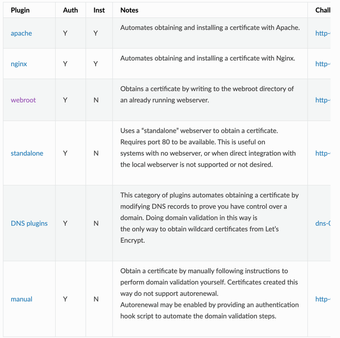 Plugin Auth Inst Notes Chall
apache Y Y Automates obtaining and installing a certificate with Apache. http-
nginx Y Y Automates obtaining and installing a certificate with Nginx. http-
webroot Y N Obtains a certificate by writing to the webroot directory of
an already running webserver. http-
standalone Y N Uses a “standalone” webserver to obtain a certificate.
Requires port 80 to be available. This is useful on
systems with no webserver, or when direct integration with
the local webserver is not supported or not desired. http-
DNS plugins Y N This category of plugins automates obtaining a certificate by
modifying DNS records to prove you have control over a
domain. Doing domain validation in this way is
the only way to obtain wildcard certificates from Let’s
Encrypt. dns-0
manual Y N Obtain a certificate by manually following instructions to
perform domain validation yourself. Certificates created this
way do not support autorenewal.
Autorenewal may be enabled by providing an authentication
hook script to automate the domain validation steps. http-